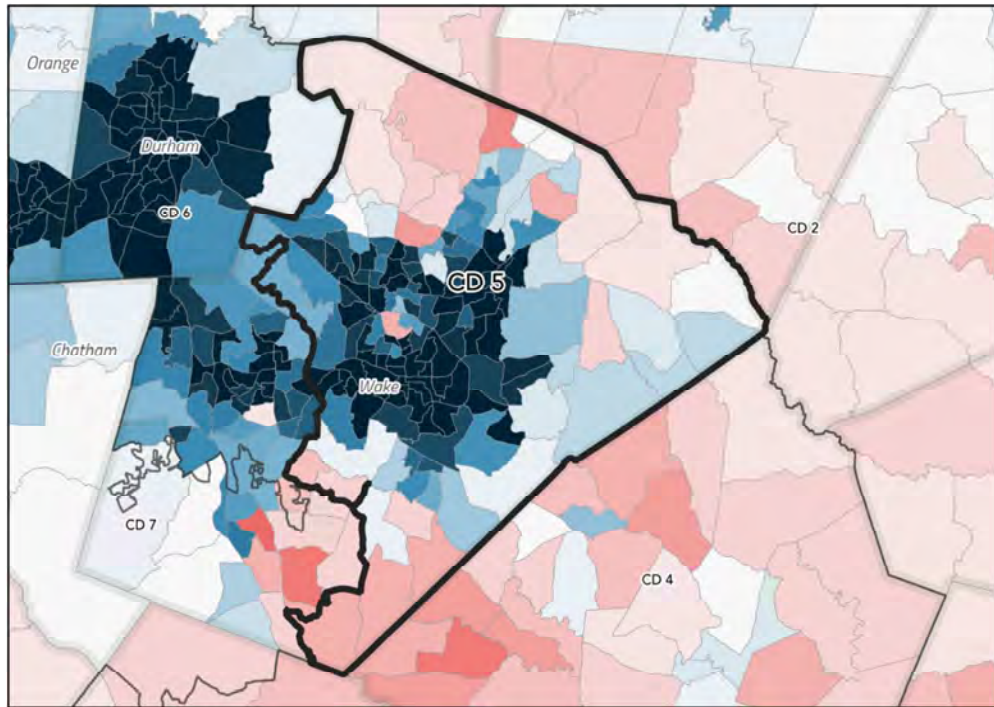 Orange
Durham
CD 6
CD 2
CD 5
Chatham
Wake
CD 7
CD 4